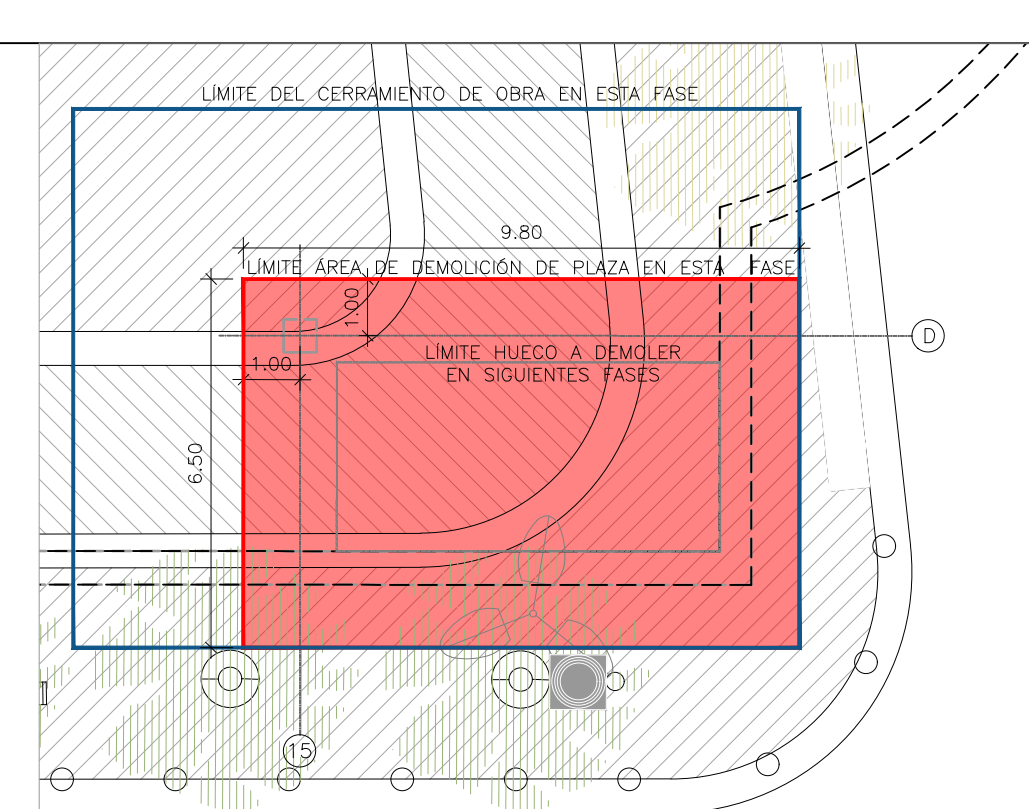 LÍMITE DEL CERRAMIENTO DE OBRA EN ESTA FASE
9.80
LÍMITE ÁREA DE DEMOLICIÓN DE PLAZA EN ESTA FASE
1.00
D
LÍMITE HUECO A DEMOLER
EN SIGUIENTES FASES
1.00
6.50
15